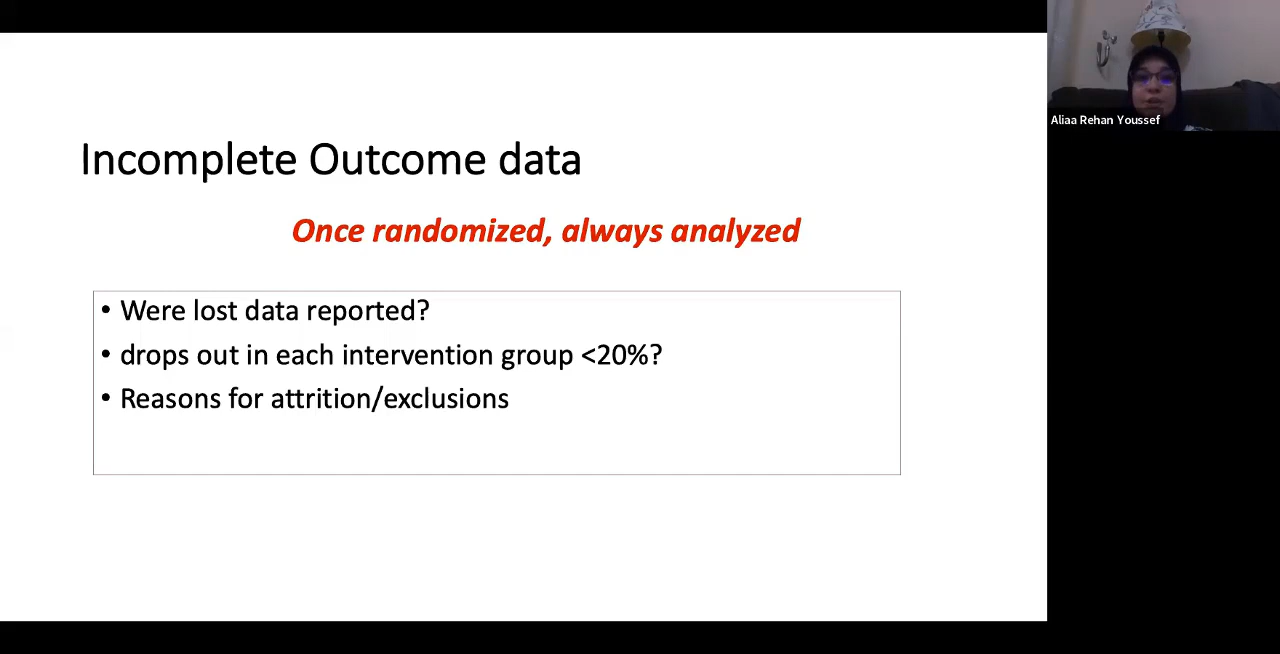 Incomplete Outcome data
Once randomized, always analyzed
• Were lost data reported?
• drops out in each intervention group <20%?
• Reasons for attrition/exclusions
Aliaa Rehan Youssef